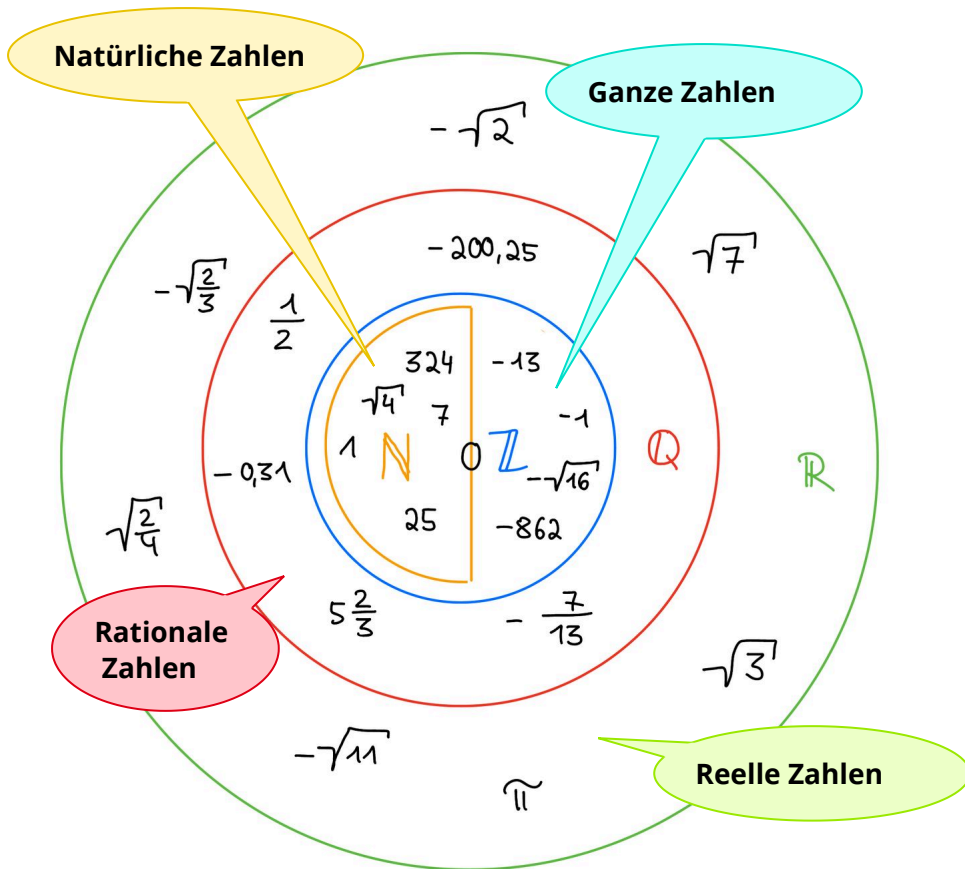 Natürliche Zahlen
Ganze Zahlen
-√2
-200,25
√7
-√(2/3)
1/2
324
-13
√4
7
-1
1
N
0
Z
-√16
Q
R
-0,31
25
-862
√(2/4)
5 2/3
- 7/13
Rationale
Zahlen
√3
-√11
π
Reelle Zahlen